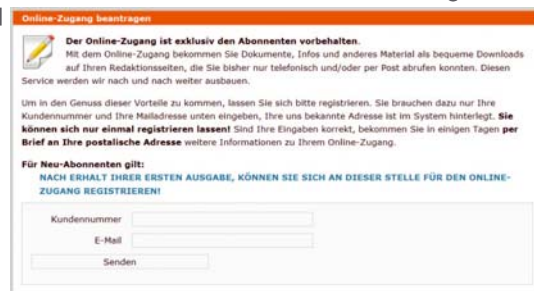 Online-Zugang beantragen
Der Online-Zugang ist exklusiv den Abonnenten vorbehalten.
Mit dem Online-Zugang bekommen Sie Dokumente, Infos und anderes Material als bequeme Downloads
auf Ihren Redaktionsseiten, die Sie bisher nur telefonisch und/oder per Post abrufen konnten. Diesen
Service werden wir nach und nach weiter ausbauen.
Um in den Genuss dieser Vorteile zu kommen, lassen Sie sich bitte registrieren. Sie brauchen dazu nur Ihre
Kundennummer und Ihre Mailadresse unten eingeben, Ihre uns bekannte Adresse ist im System hinterlegt. Sie
können sich nur einmal registrieren lassen! Sind Ihre Eingaben korrekt, bekommen Sie in einigen Tagen per
Brief an Ihre postalische Adresse weitere Informationen zu Ihrem Online-Zugang.
Für Neu-Abonnenten gilt:
NACH ERHALT IHRER ERSTEN AUSGABE, KÖNNEN SIE SICH AN DIESER STELLE FÜR DEN ONLINE-
ZUGANG REGISTRIEREN!
Kundennummer
E-Mail
Senden